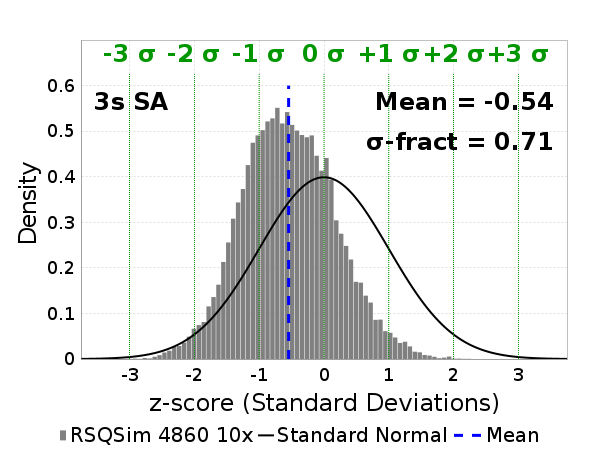 -3 σ -2 σ -1 σ 0 σ +1 σ +2 σ +3 σ
0.6
3s SA Mean = -0.54
0.5
σ-fract = 0.71
0.4
0.3
0.2
0.1
0
Density
-3 -2 -1 0 1 2 3
z-score (Standard Deviations)
RSQSim 4860 10x Standard Normal Mean